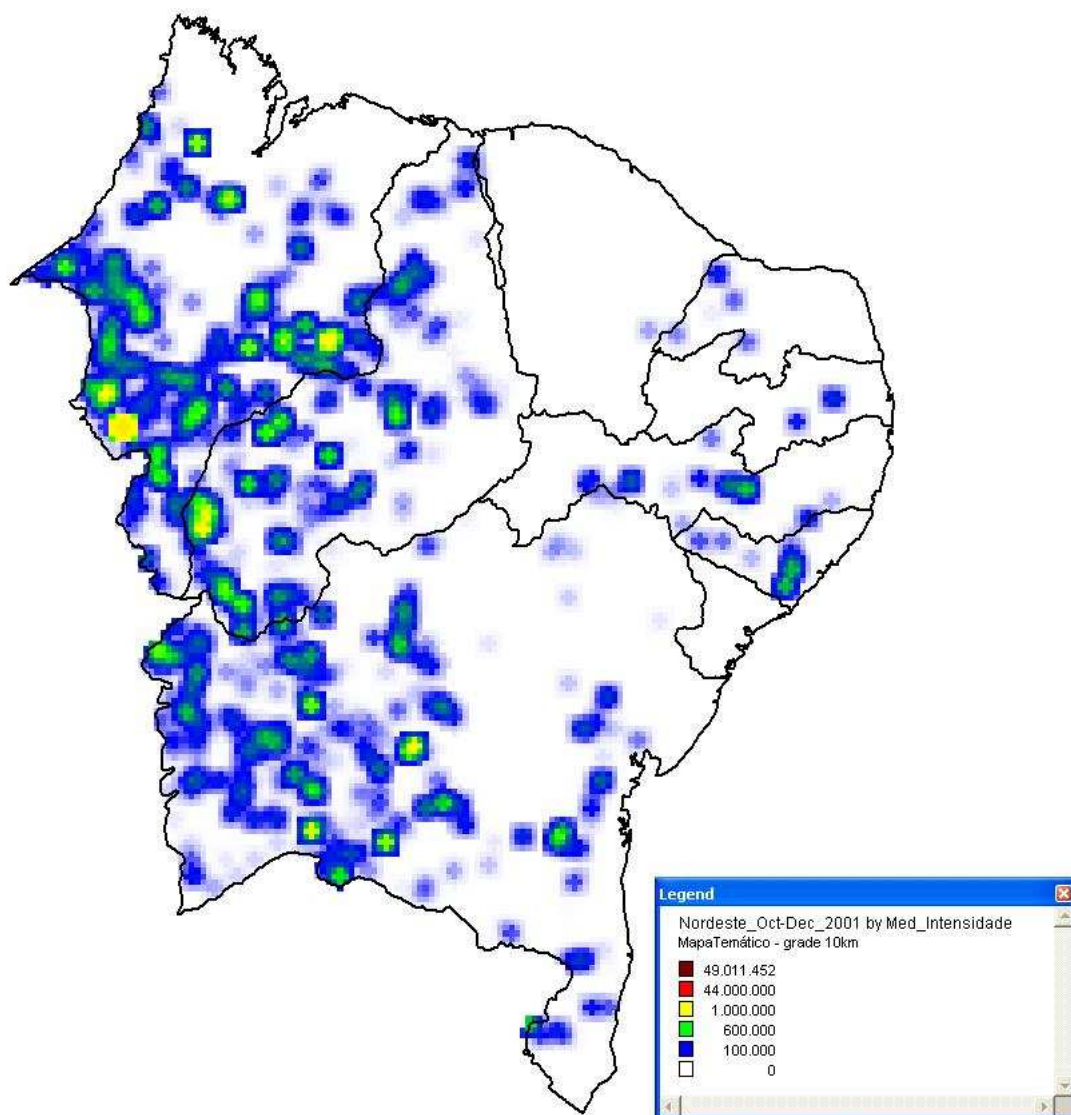 Legend
Nordeste_Oct-Dec_2001 by Med_Intensidade
MapaTemático - grade 10km
49.011.452
44.000.000
1.000.000
600.000
100.000
0